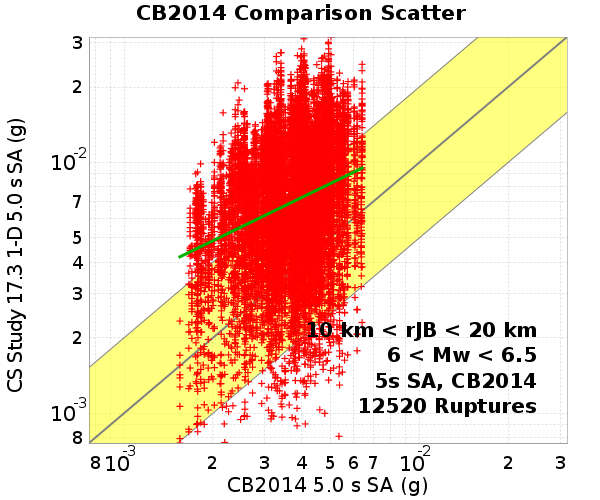 CB2014 Comparison Scatter
CS Study 17.3 1-D 5.0 s SA (g)
3
2
10-2
7
5
4
3
2
10-3
8
10 km < rJB < 20 km
6 < Mw < 6.5
5s SA, CB2014
12520 Ruptures
8 10-3 2 3 4 5 6 7 10-2 2 3
CB2014 5.0 s SA (g)